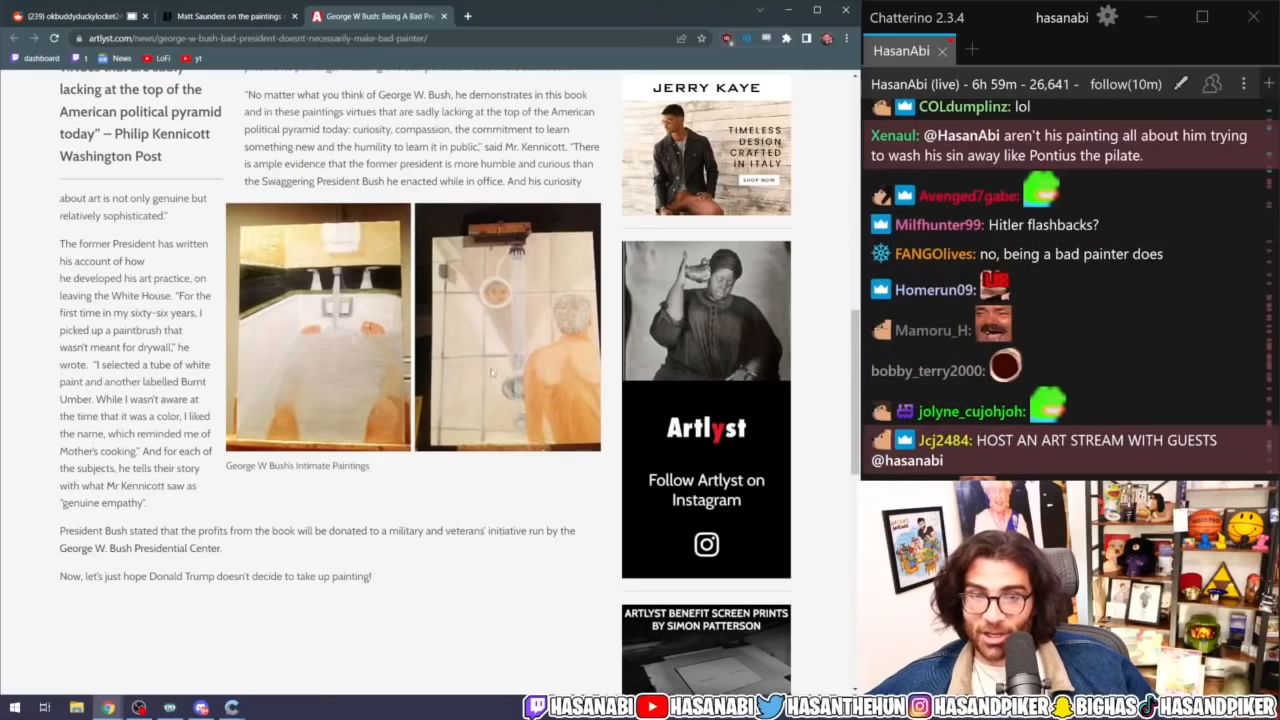 (239) okbuddyduckylocket2
Matt Saunders on the paintings
George W Bush: Being A Bad Pr
artlyst.com/news/george-w-bush-bad-president-doesnt-necessarily-make-bad-painter/
dashboard
t
News
LoFi
yt
lacking at the top of the
American political pyramid
today" – Philip Kennicott
Washington Post
"No matter what you think of George W. Bush, he demonstrates in this book
and in these paintings virtues that are sadly lacking at the top of the American
political pyramid today: curiosity, compassion, the commitment to learn
something new and the humility to learn it in public," said Mr. Kennicott. "There
is ample evidence that the former president is more humble and curious than
the Swaggering President Bush he enacted while in office. And his curiosity
about art is not only genuine but
relatively sophisticated."
The former President has written
his account of how
he developed his art practice, on
leaving the White House. "For the
first time in my sixty-six years, I
picked up a paintbrush that
wasn't meant for drywall," he
wrote. "I selected a tube of white
paint and another labelled Burnt
Umber. While I wasn't aware at
the time that it was a color, I liked
the name, which reminded me of
Mother's cooking." And for each of
the subjects, he tells their story
with what Mr Kennicott saw as
"genuine empathy".
George W Bush's Intimate Paintings
President Bush stated that the profits from the book will be donated to a military and veterans' initiative run by the
George W. Bush Presidential Center.
Now, let's just hope Donald Trump doesn't decide to take up painting!
JERRY KAYE
TIMELESS
DESIGN
CRAFTED
IN ITALY
SHOP NOW
Artlyst
Follow Artlyst on
Instagram
ARTLYST BENEFIT SCREEN PRINTS
BY SIMON PATTERSON
Chatterino 2.3.4
hasanabi
HasanAbi
HasanAbi (live) - 6h 59m - 26,641 - follow(10m)
COLdumplinz: lol
Xenaul: @HasanAbi aren't his painting all about him trying
to wash his sin away like Pontius the pilate.
Avenged7gabe:
Milfhunter99: Hitler flashbacks?
FANGOlives: no, being a bad painter does
Homerun09:
Mamoru_H:
bobby_terry2000:
jolyne_cujohjoh:
Jcj2484: HOST AN ART STREAM WITH GUESTS
@hasanabi
HASANABI
HASANABI
HASANTHEHUN
HASANDPIKER
BIGHAS
HASANDPIKER